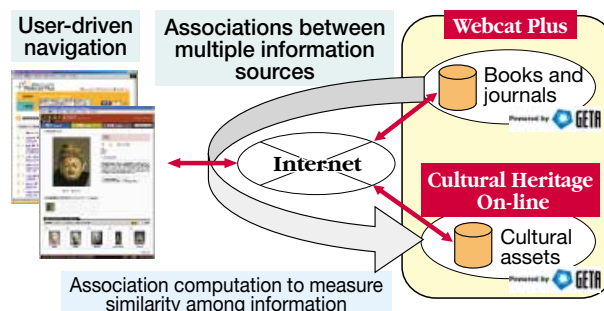 User-driven
navigation
Associations between
multiple information
sources
Webcat Plus
Books and
journals
Powered by GETA
Internet
Cultural Heritage
On-line
Cultural
assets
Powered by GETA
Association computation to measure
similarity among information